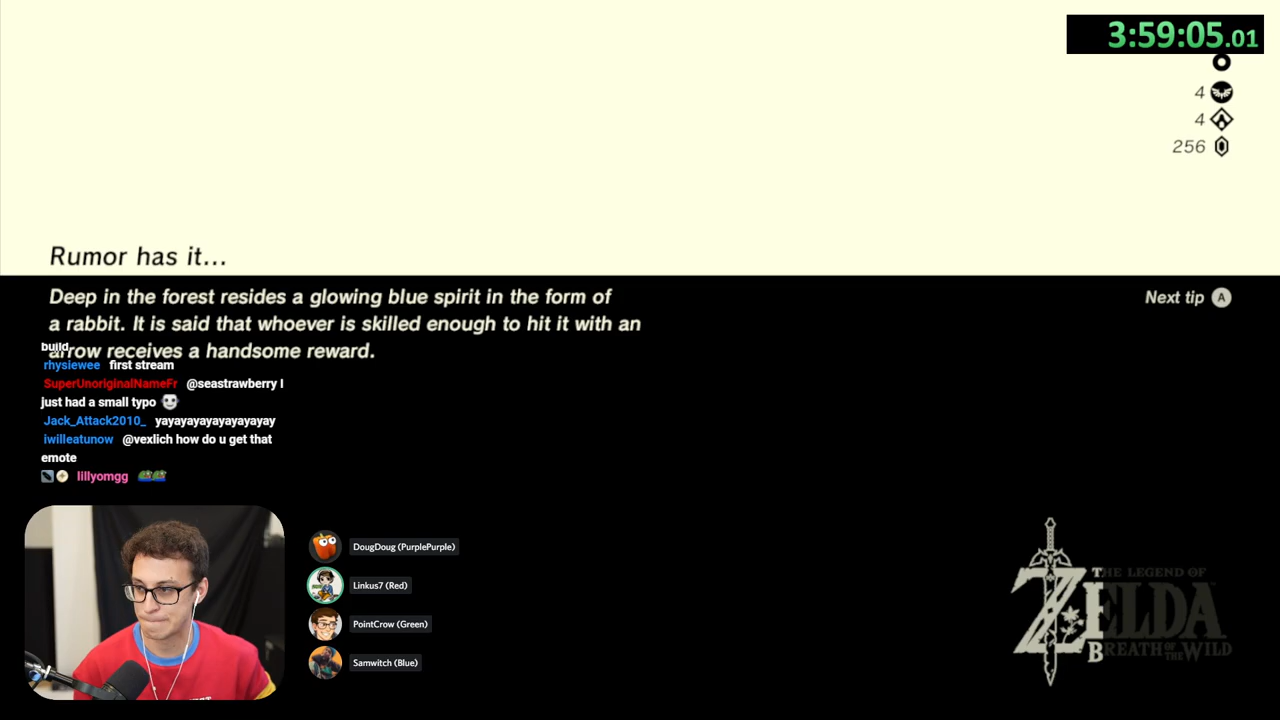 3:59:05.01
4
4
256
Rumor has it...
Deep in the forest resides a glowing blue spirit in the form of
a rabbit. It is said that whoever is skilled enough to hit it with an
arrow receives a handsome reward.
Next tip A
build
rhysiewee first stream
SuperUnoriginalNameFr @seastrawberry I
just had a small typo
Jack_Attack2010_ yayayayayayayayayay
iwilleatunow @vexlich how do u get that
emote
lillyomgg
DougDoug (PurplePurple)
Linkus7 (Red)
PointCrow (Green)
Samwitch (Blue)
THE LEGEND OF
ZELDA
BREATH OF THE WILD